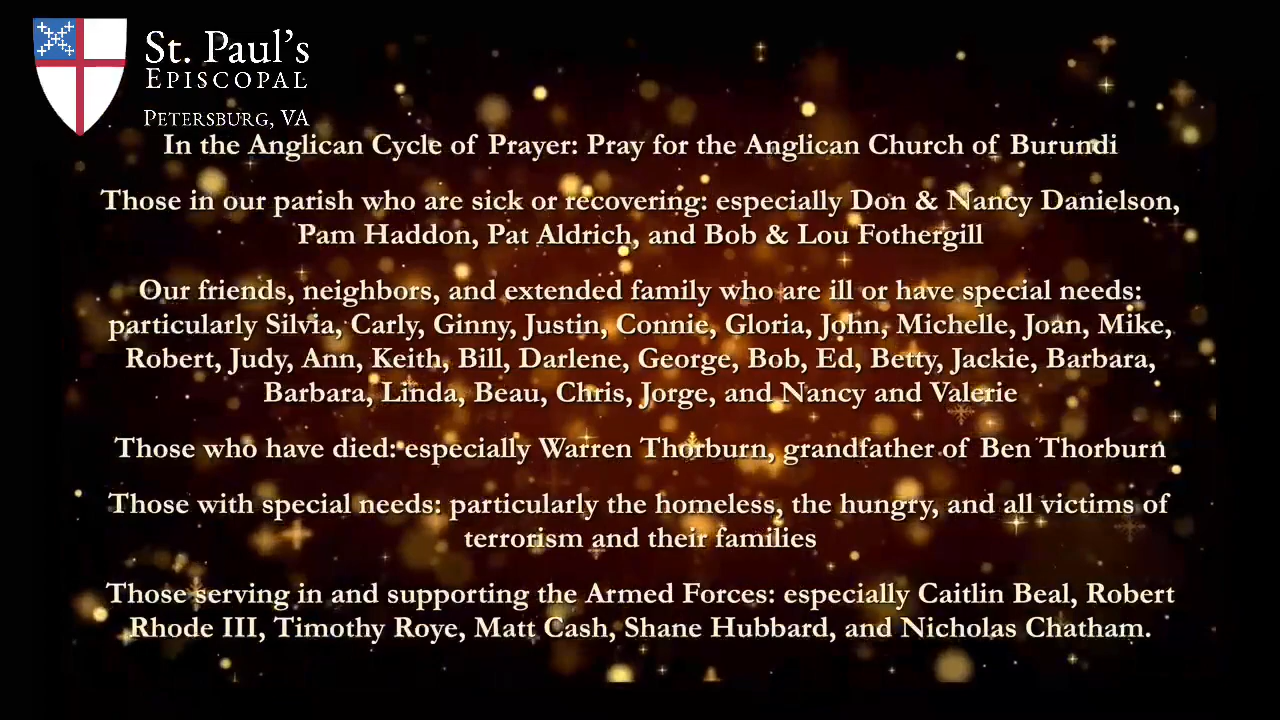 St. Paul's
Episcopal
Petersburg, VA
In the Anglican Cycle of Prayer: Pray for the Anglican Church of Burundi
Those in our parish who are sick or recovering: especially Don & Nancy Danielson,
Pam Haddon, Pat Aldrich, and Bob & Lou Fothergill
Our friends, neighbors, and extended family who are ill or have special needs:
particularly Silvia, Carly, Ginny, Justin, Connie, Gloria, John, Michelle, Joan, Mike,
Robert, Judy, Ann, Keith, Bill, Darlene, George, Bob, Ed, Betty, Jackie, Barbara,
Barbara, Linda, Beau, Chris, Jorge, and Nancy and Valerie
Those who have died: especially Warren Thorburn, grandfather of Ben Thorburn
Those with special needs: particularly the homeless, the hungry, and all victims of
terrorism and their families
Those serving in and supporting the Armed Forces: especially Caitlin Beal, Robert
Rhode III, Timothy Roye, Matt Cash, Shane Hubbard, and Nicholas Chatham.